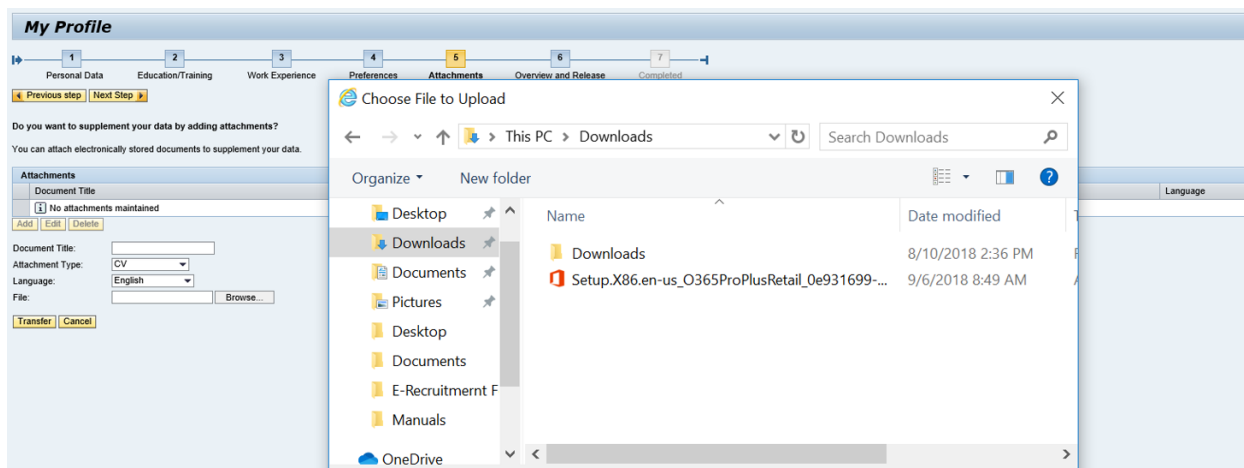 My Profile
1 2 3 4 5 6 7
Personal Data Education/Training Work Experience Preferences Attachments Overview and Release Completed
Previous step Next Step
Do you want to supplement your data by adding attachments?
You can attach electronically stored documents to supplement your data.
Attachments
Document Title Language
No attachments maintained
Add Edit Delete
Document Title:
Attachment Type: CV
Language: English
File: Browse...
Transfer Cancel
Choose File to Upload
This PC > Downloads Search Downloads
Organize New folder
Desktop
Downloads
Documents
Pictures
Desktop
Documents
E-Recruitmernt F
Manuals
OneDrive
Name Date modified
Downloads 8/10/2018 2:36 PM
Setup.X86.en-us_O365ProPlusRetail_0e931699-... 9/6/2018 8:49 AM